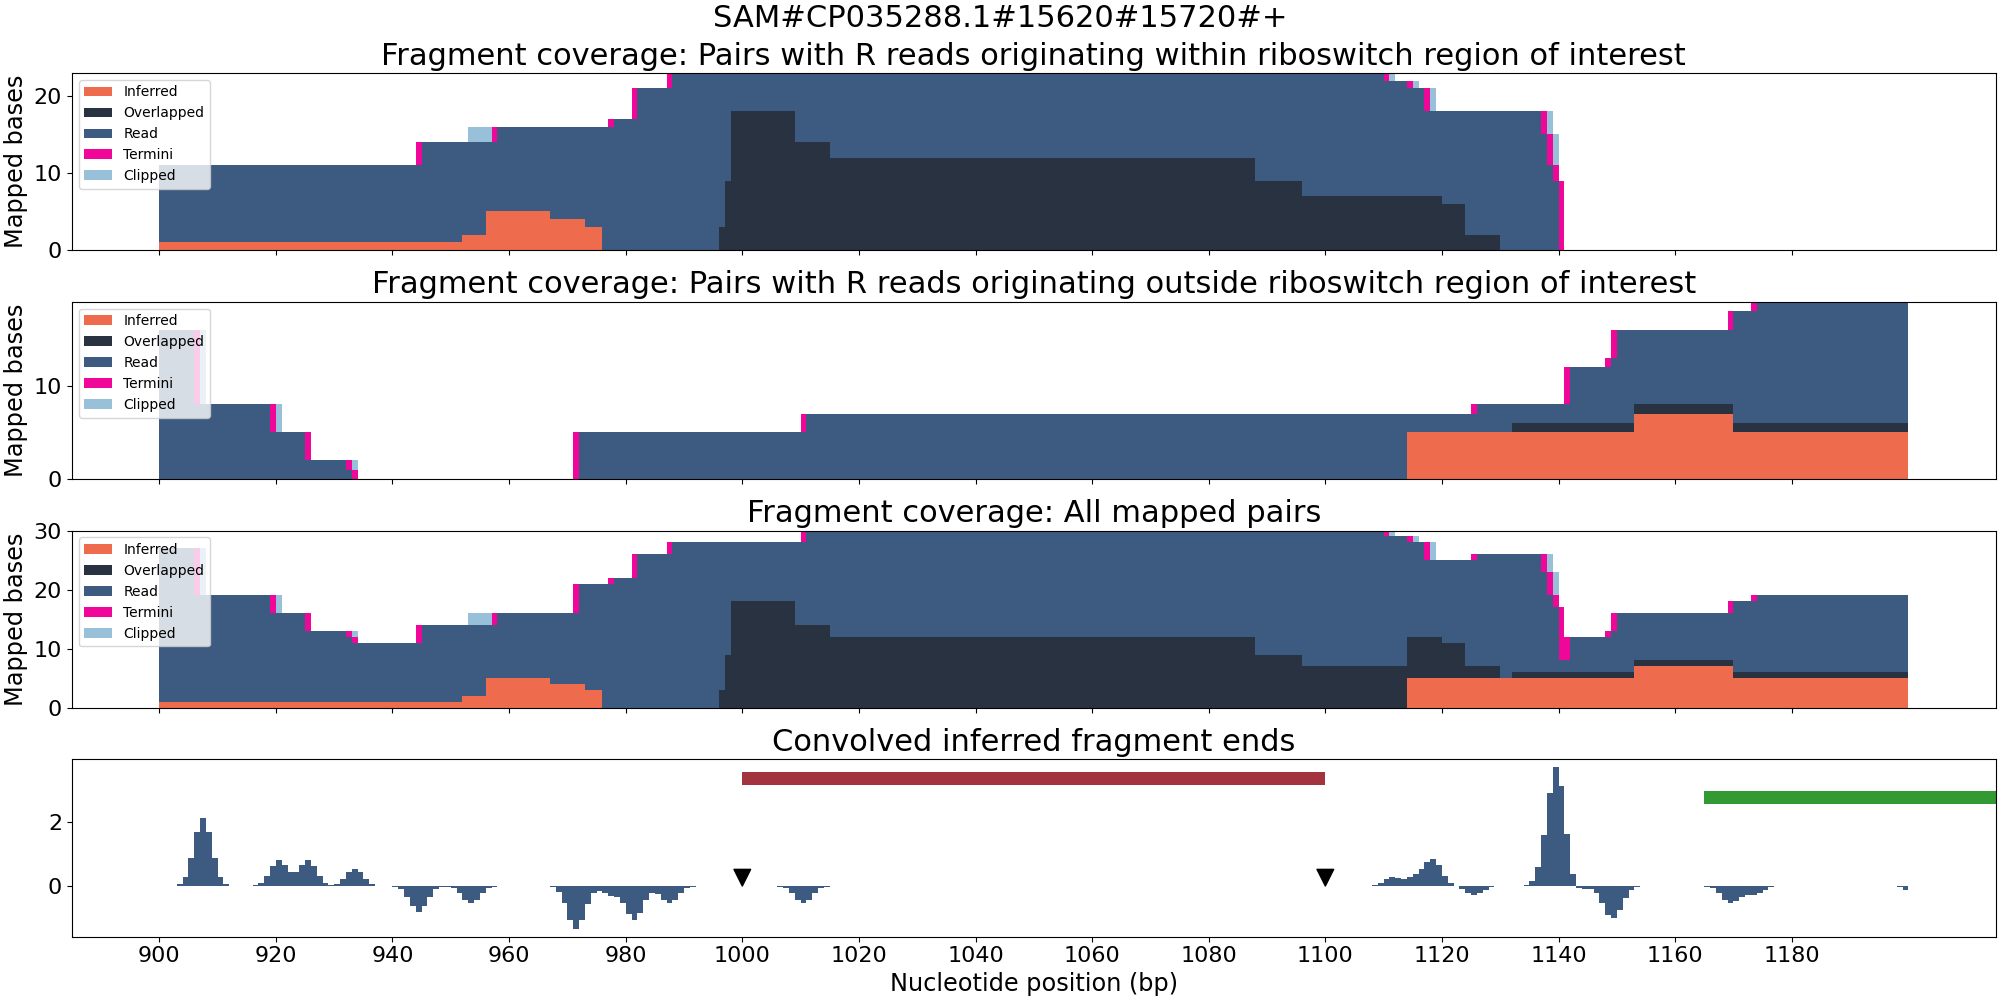 SAM#CP035288.1#15620#15720#+
Fragment coverage: Pairs with R reads originating within riboswitch region of interest
Mapped bases
20
10
0
Inferred
Overlapped
Read
Termini
Clipped
Fragment coverage: Pairs with R reads originating outside riboswitch region of interest
Mapped bases
10
0
Inferred
Overlapped
Read
Termini
Clipped
Fragment coverage: All mapped pairs
Mapped bases
30
20
10
0
Inferred
Overlapped
Read
Termini
Clipped
Convolved inferred fragment ends
2
0
900 920 940 960 980 1000 1020 1040 1060 1080 1100 1120 1140 1160 1180
Nucleotide position (bp)